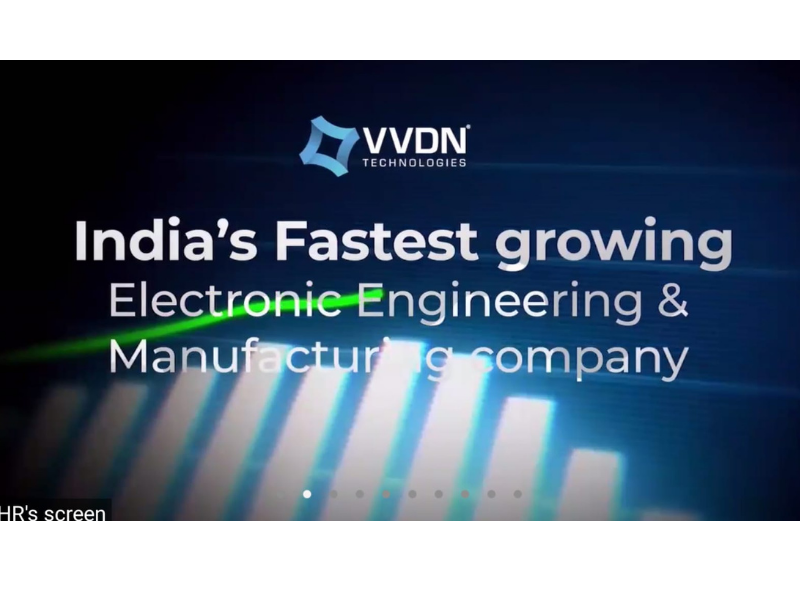 VVDN®
TECHNOLOGIES
India's Fastest growing
Electronic Engineering &
Manufacturing company
HR's screen